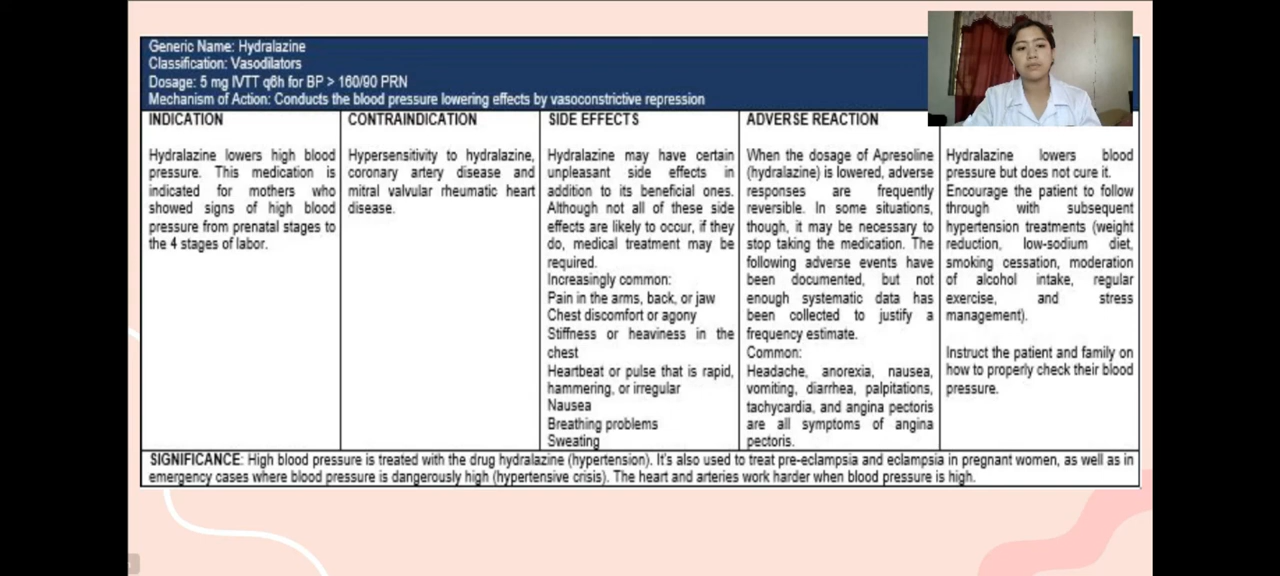 Generic Name: Hydralazine
Classification: Vasodilators
Dosage: 5 mg IVTT q6h for BP > 160/90 PRN
Mechanism of Action: Conducts the blood pressure lowering effects by vasoconstrictive repression
INDICATION
Hydralazine lowers high blood
pressure. This medication is
indicated for mothers who
showed signs of high blood
pressure from prenatal stages to
the 4 stages of labor.
CONTRAINDICATION
Hypersensitivity to hydralazine,
coronary artery disease and
mitral valvular rheumatic heart
disease.
SIDE EFFECTS
Hydralazine may have certain
unpleasant side effects in
addition to its beneficial ones.
Although not all of these side
effects are likely to occur, if they
do, medical treatment may be
required.
Increasingly common:
Pain in the arms, back, or jaw
Chest discomfort or agony
Stiffness or heaviness in the
chest
Heartbeat or pulse that is rapid,
hammering, or irregular
Nausea
Breathing problems
Sweating
ADVERSE REACTION
When the dosage of Apresoline
(hydralazine) is lowered, adverse
responses are frequently
reversible. In some situations,
though, it may be necessary to
stop taking the medication. The
following adverse events have
been documented, but not
enough systematic data has
been collected to justify a
frequency estimate.
Common:
Headache, anorexia, nausea,
vomiting, diarrhea, palpitations,
tachycardia, and angina pectoris
are all symptoms of angina
pectoris.
Hydralazine lowers blood
pressure but does not cure it.
Encourage the patient to follow
through with subsequent
hypertension treatments (weight
reduction, low-sodium diet,
smoking cessation, moderation
of alcohol intake, regular
exercise, and stress
management).
Instruct the patient and family on
how to properly check their blood
pressure.
SIGNIFICANCE: High blood pressure is treated with the drug hydralazine (hypertension). It's also used to treat pre-eclampsia and eclampsia in pregnant women, as well as in
emergency cases where blood pressure is dangerously high (hypertensive crisis). The heart and arteries work harder when blood pressure is high.